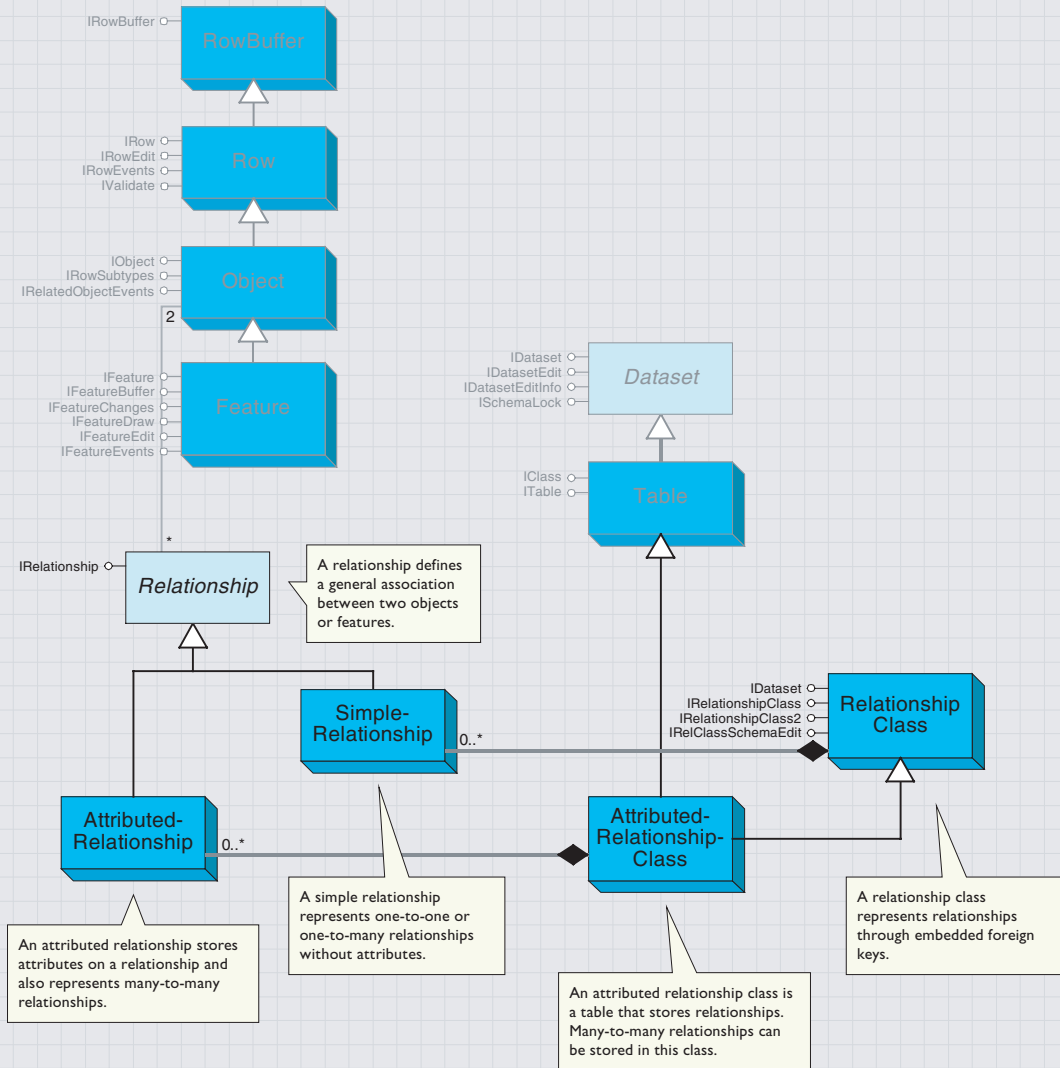 IRowBuffer
RowBuffer
IRow
IRowEdit
IRowEvents
IValidate
Row
IObject
IRowSubtypes
IRelatedObjectEvents
Object
2
IFeature
IFeatureBuffer
IFeatureChanges
IFeatureDraw
IFeatureEdit
IFeatureEvents
Feature
IDataset
IDatasetEdit
IDatasetEditInfo
ISchemaLock
Dataset
IClass
ITable
Table
*
IRelationship
Relationship
A relationship defines
a general association
between two objects
or features.
Simple-
Relationship
0..*
IDataset
IRelationshipClass
IRelationshipClass2
IRelClassSchemaEdit
Relationship
Class
Attributed-
Relationship
0..*
Attributed-
Relationship-
Class
A simple relationship
represents one-to-one or
one-to-many relationships
without attributes.
A relationship class
represents relationships
through embedded foreign
keys.
An attributed relationship stores
attributes on a relationship and
also represents many-to-many
relationships.
An attributed relationship class is
a table that stores relationships.
Many-to-many relationships can
be stored in this class.